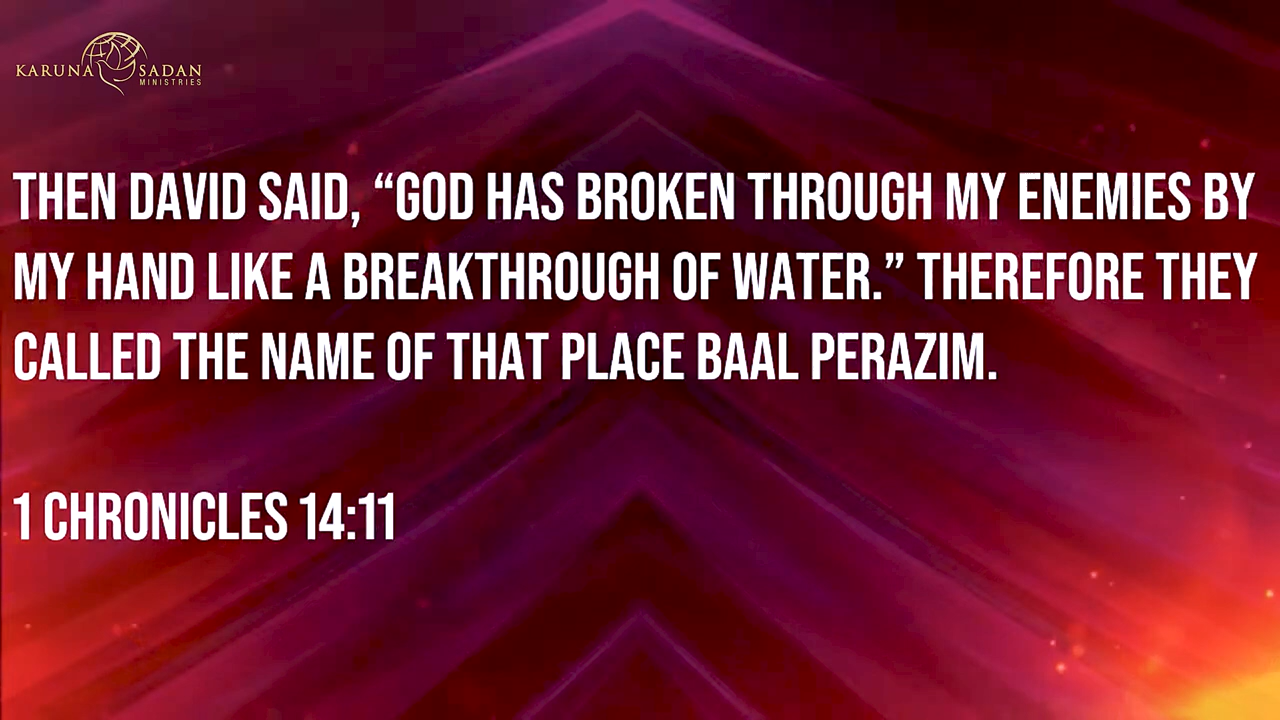 KARUNA SADAN
MINISTRIES
THEN DAVID SAID, “GOD HAS BROKEN THROUGH MY ENEMIES BY
MY HAND LIKE A BREAKTHROUGH OF WATER.” THEREFORE THEY
CALLED THE NAME OF THAT PLACE BAAL PERAZIM.
1 CHRONICLES 14:11